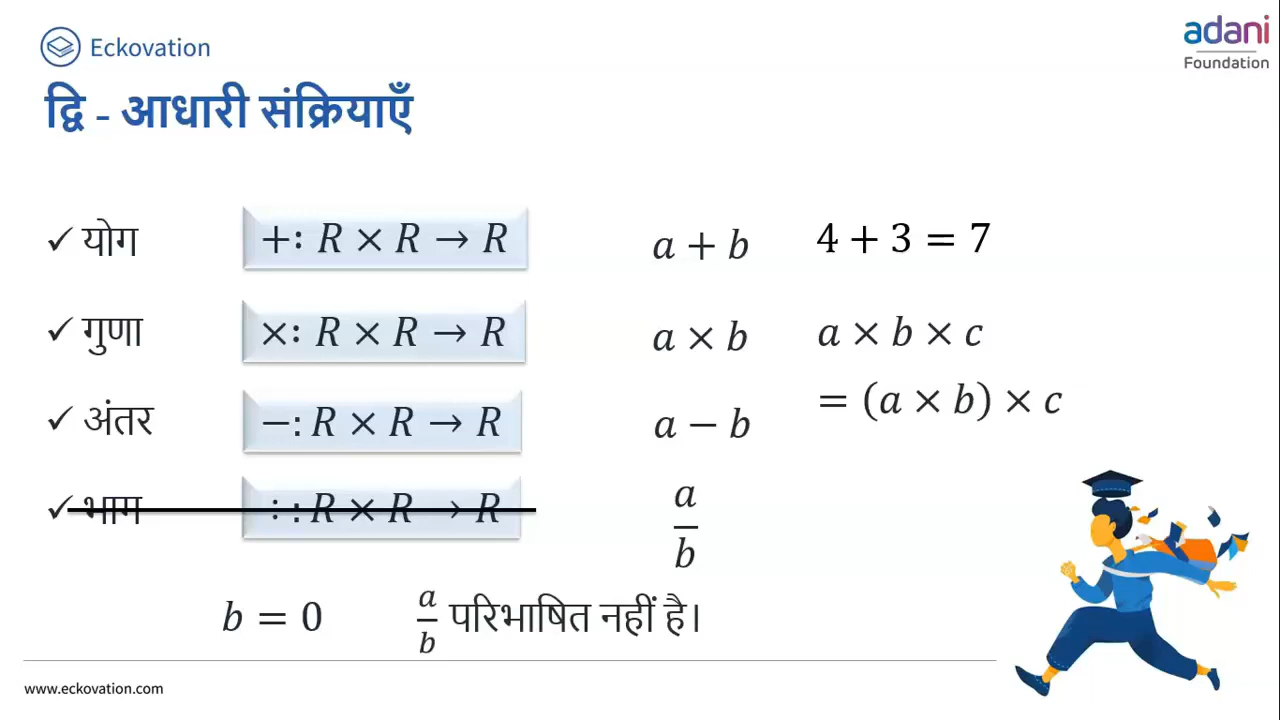 Eckovation
adani
Foundation
द्वि - आधारी संक्रियाएँ
✓ योग +: R × R → R a + b 4 + 3 = 7
✓ गुणा ×: R × R → R a × b a × b × c
= (a × b) × c
✓ अंतर −: R × R → R a − b
✓ भाग ÷: R × R → R a/b
b = 0 a/b परिभाषित नहीं है।
www.eckovation.com